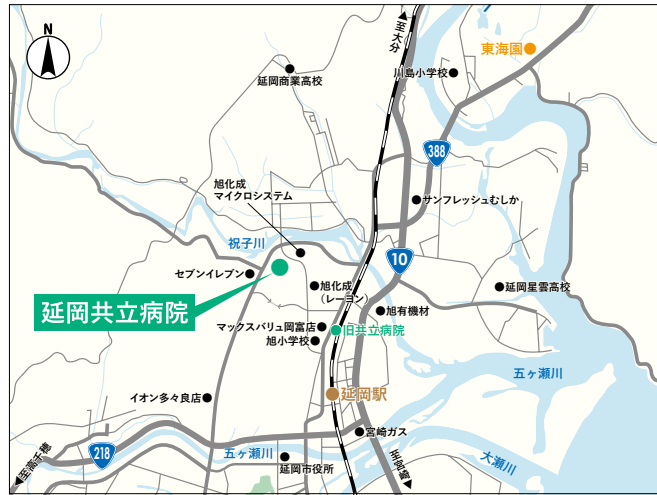 N
至大分
東海園
川島小学校
延岡商業高校
388
旭化成
マイクロシステム
サンフレッシュむしか
祝子川
10
セブンイレブン
旭化成
（レーヨン）
延岡星雲高校
延岡共立病院
旭有機材
マックスバリュ岡富店
旧共立病院
旭小学校
五ヶ瀬川
延岡駅
イオン多々良店
宮崎ガス
218
五ヶ瀬川
至高千穂
延岡市役所
大瀬川
至宮崎